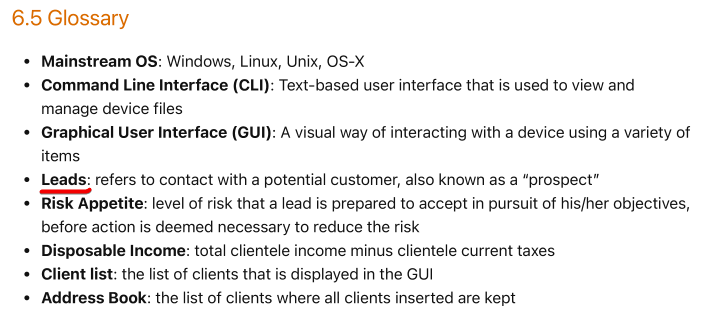 6.5 Glossary
• Mainstream OS: Windows, Linux, Unix, OS-X
• Command Line Interface (CLI): Text-based user interface that is used to view and
manage device files
• Graphical User Interface (GUI): A visual way of interacting with a device using a variety of
items
• Leads: refers to contact with a potential customer, also known as a “prospect”
• Risk Appetite: level of risk that a lead is prepared to accept in pursuit of his/her objectives,
before action is deemed necessary to reduce the risk
• Disposable Income: total clientele income minus clientele current taxes
• Client list: the list of clients that is displayed in the GUI
• Address Book: the list of clients where all clients inserted are kept